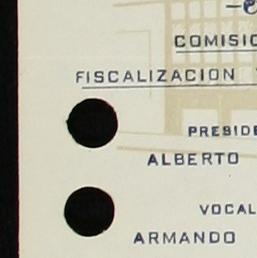 COMISIO
FISCALIZACION
PRESIDE
ALBERTO
VOCAL
ARMANDO